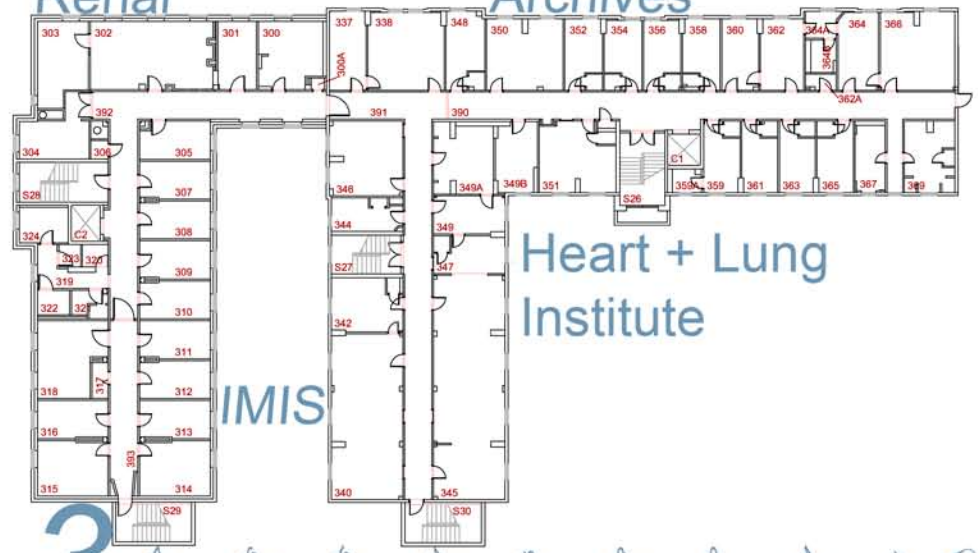 Renal Archives
303 302 301 300 337 338 348 350 352 354 356 358 360 362 364A 364 366
300A 364B
392 391 390 362A
304 306 305 346 349A 349B 351 S26 C1 359A 359 361 363 365 367 369
S28 307
324 C2 308 344 349
323 320 309 S27 347
319
322 32 310 342
311
318 317 312
316 313
393
315 314 340 345
S29 S30
Heart + Lung
Institute
IMIS
3